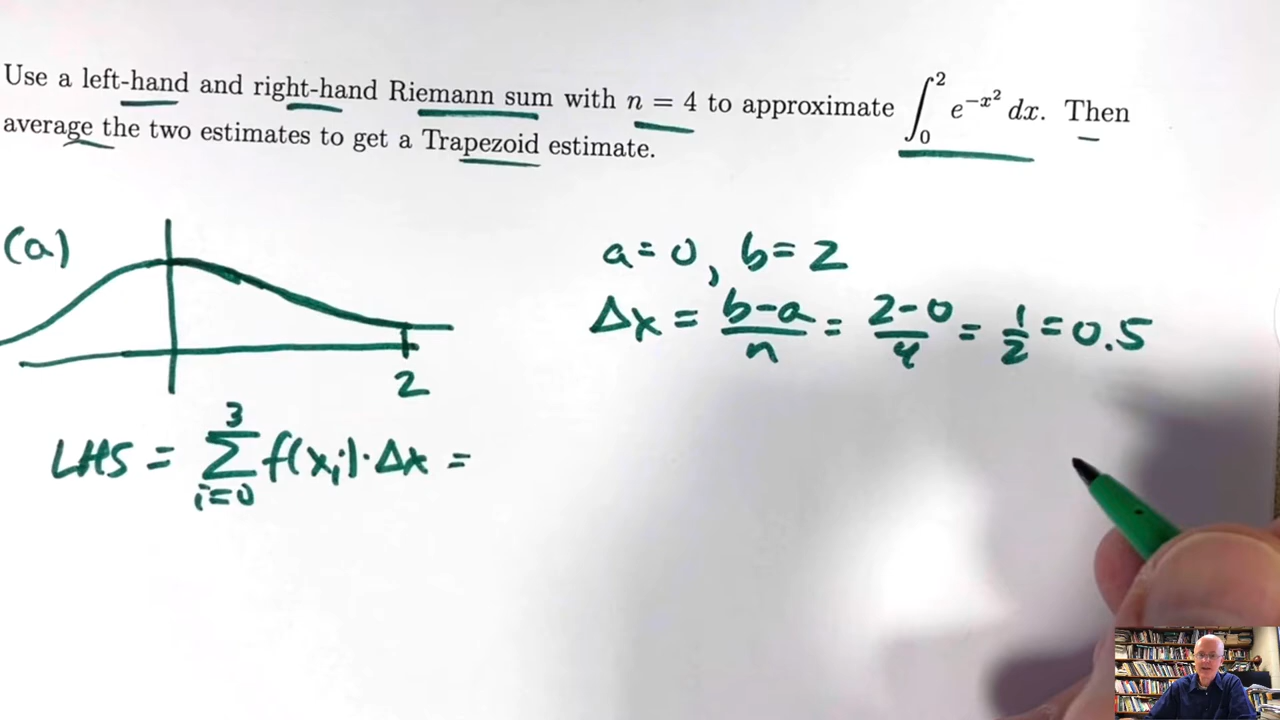 Use a left-hand and right-hand Riemann sum with n = 4 to approximate ∫₀² e^{-x²} dx. Then
average the two estimates to get a Trapezoid estimate.
(a)
2
a=0, b=2
Δx = b-a/n = 2-0/4 = 1/2 = 0.5
LHS = ∑_{i=0}^{3} f(x_i)·Δx =